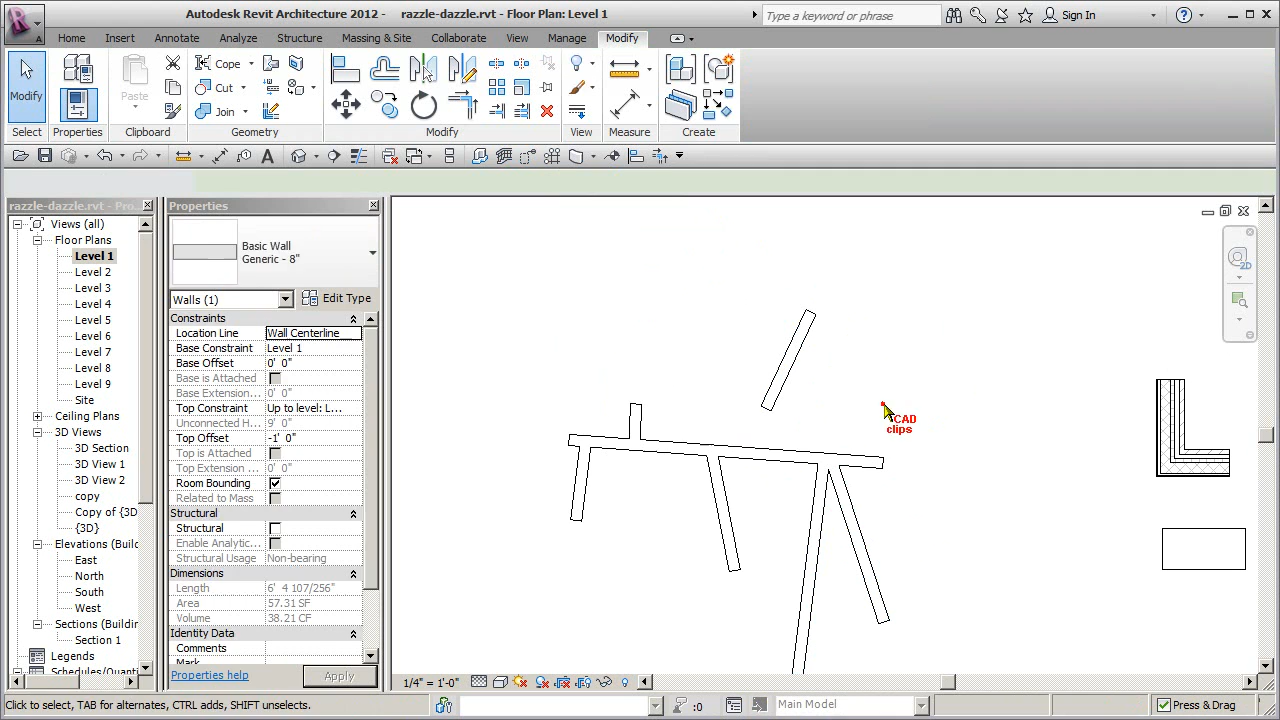 Autodesk Revit Architecture 2012 - razzle-dazzle.rvt - Floor Plan: Level 1
Type a keyword or phrase
Sign In
Home Insert Annotate Analyze Structure Massing & Site Collaborate View Manage Modify
Modify
Paste
Cope
Cut
Join
Select Properties Clipboard Geometry Modify View Measure Create
razzle-dazzle.rvt - Pro...
Views (all)
Floor Plans
Level 1
Level 2
Level 3
Level 4
Level 5
Level 6
Level 7
Level 8
Level 9
Site
Ceiling Plans
3D Views
3D Section
3D View 1
3D View 2
copy
Copy of {3D
{3D}
Elevations (Build
East
North
South
West
Sections (Building
Section 1
Legends
Schedules/Quanti
Properties
Basic Wall
Generic - 8"
Walls (1)
Edit Type
Constraints
Location Line Wall Centerline
Base Constraint Level 1
Base Offset 0' 0"
Base is Attached
Base Extension...
0' 0"
Top Constraint Up to level: L...
Unconnected H... 9' 0"
Top Offset -1' 0"
Top is Attached
Top Extension ... 0' 0"
Room Bounding
Related to Mass
Structural
Structural
Enable Analytic...
Structural Usage Non-bearing
Dimensions
Length 6' 4 107/256"
Area 57.31 SF
Volume 38.21 CF
Identity Data
Comments
Mark
Properties help
Apply
CAD
clips
2D
1/4" = 1'-0"
Click to select, TAB for alternates, CTRL adds, SHIFT unselects.
:0
Main Model
Press & Drag